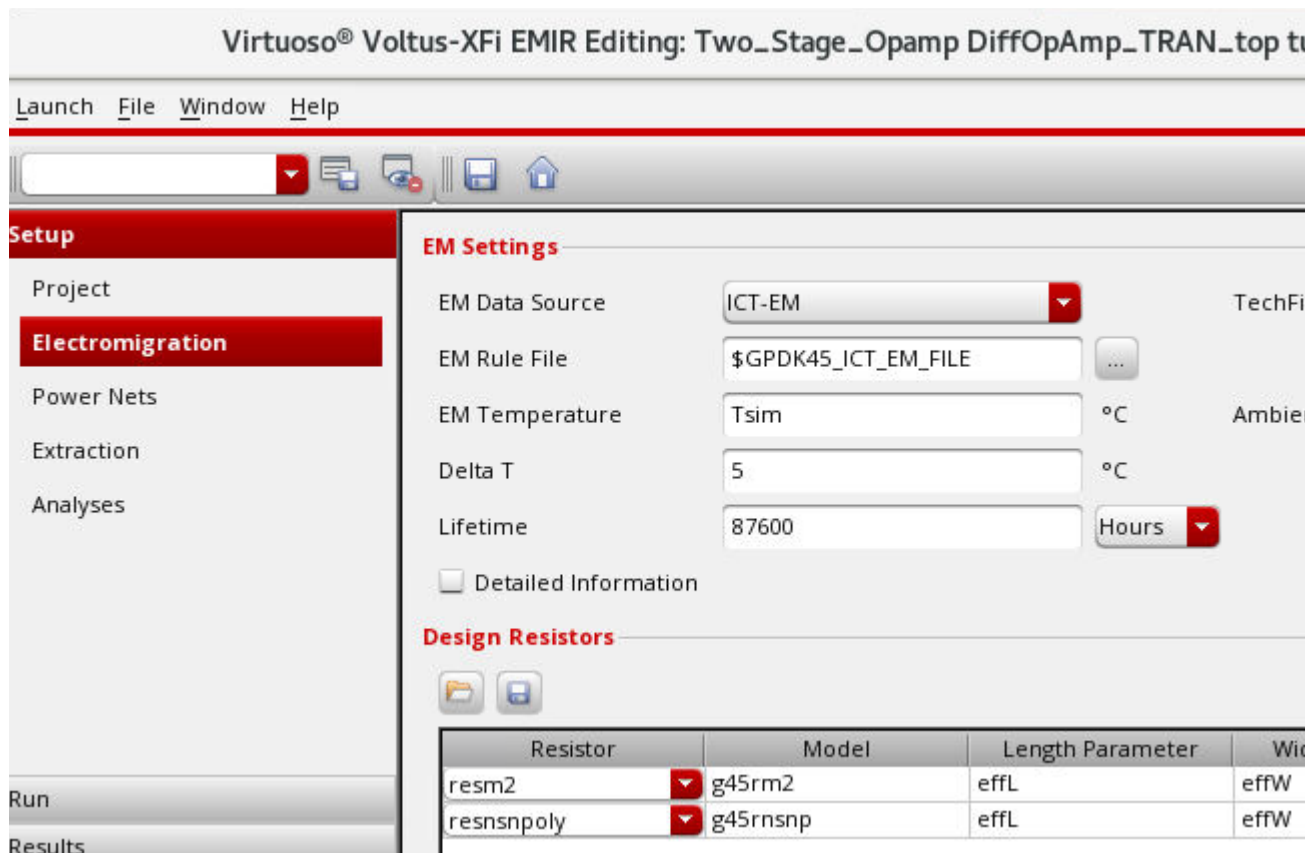 Virtuoso® Voltus-XFi EMIR Editing: Two_Stage_Opamp DiffOpAmp_TRAN_top
Launch File Window Help
Setup
Project
Electromigration
Power Nets
Extraction
Analyses
Run
Results
EM Settings
EM Data Source ICT-EM
EM Rule File $GPDK45_ICT_EM_FILE ...
EM Temperature Tsim °C
Delta T 5 °C
Lifetime 87600 Hours
Detailed Information
Design Resistors
Resistor Model Length Parameter
resm2 g45rm2 effL effW
resnsnpoly g45rnsnp effL effW